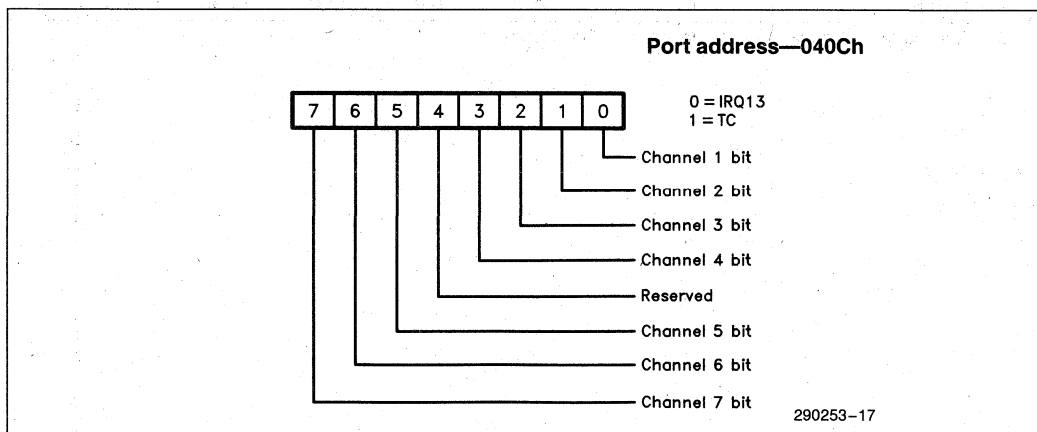 Port address—040Ch
7 6 5 4 3 2 1 0
0 = IRQ13
1 = TC
Channel 1 bit
Channel 2 bit
Channel 3 bit
Channel 4 bit
Reserved
Channel 5 bit
Channel 6 bit
Channel 7 bit
290253–17